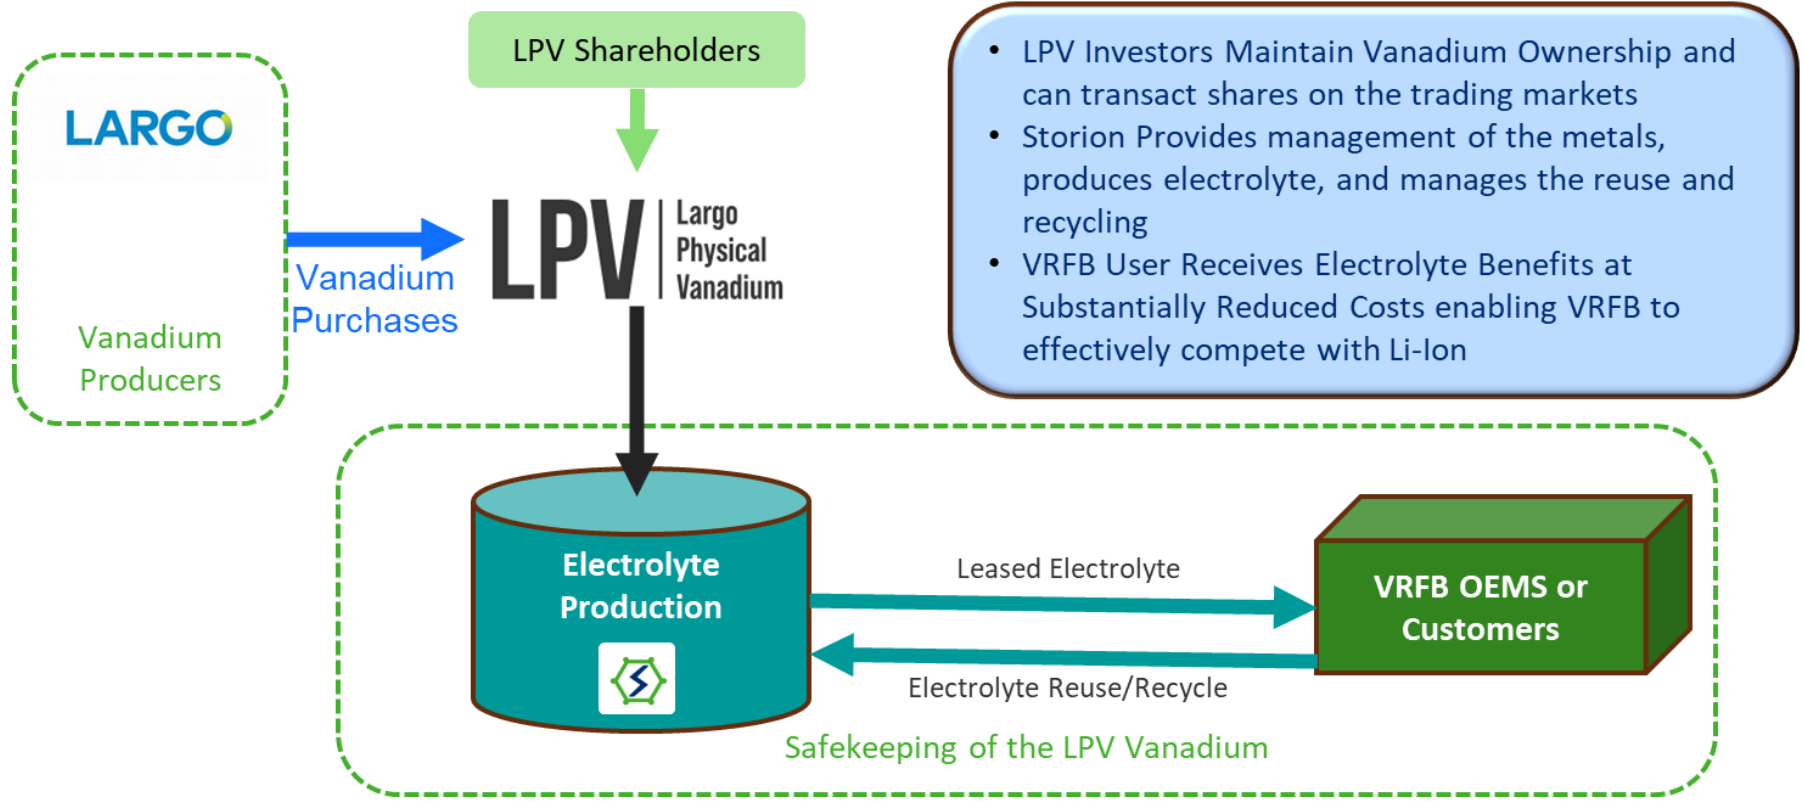 LPV Shareholders
LARGO
Vanadium
Producers
Vanadium
Purchases
LPV
Largo
Physical
Vanadium
• LPV Investors Maintain Vanadium Ownership and
can transact shares on the trading markets
• Storion Provides management of the metals,
produces electrolyte, and manages the reuse and
recycling
• VRFB User Receives Electrolyte Benefits at
Substantially Reduced Costs enabling VRFB to
effectively compete with Li-Ion
Electrolyte
Production
Leased Electrolyte
Electrolyte Reuse/Recycle
VRFB OEMS or
Customers
Safekeeping of the LPV Vanadium